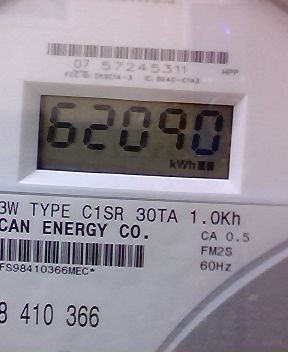 07 57245311 HPP
62090
kWh
3W TYPE C1SR 30TA 1.0Kh
CAN ENERGY CO. CA 0.5
FM2S
FS98410366MEC* 60Hz
8 410 366